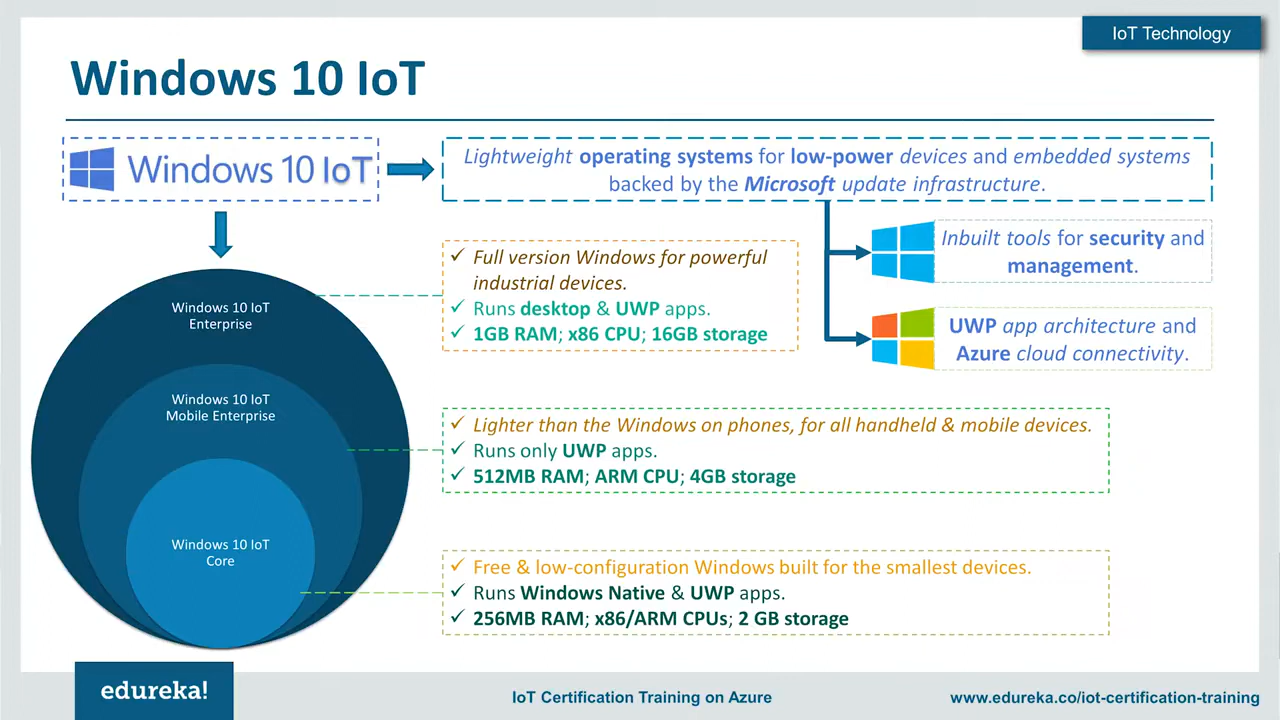 IoT Technology
Windows 10 IoT
Windows 10 IoT
Lightweight operating systems for low-power devices and embedded systems
backed by the Microsoft update infrastructure.
Inbuilt tools for security and
management.
UWP app architecture and
Azure cloud connectivity.
Windows 10 IoT
Enterprise
✓ Full version Windows for powerful
industrial devices.
✓ Runs desktop & UWP apps.
✓ 1GB RAM; x86 CPU; 16GB storage
Windows 10 IoT
Mobile Enterprise
✓ Lighter than the Windows on phones, for all handheld & mobile devices.
✓ Runs only UWP apps.
✓ 512MB RAM; ARM CPU; 4GB storage
Windows 10 IoT
Core
✓ Free & low-configuration Windows built for the smallest devices.
✓ Runs Windows Native & UWP apps.
✓ 256MB RAM; x86/ARM CPUs; 2 GB storage
edureka!
IoT Certification Training on Azure
www.edureka.co/iot-certification-training